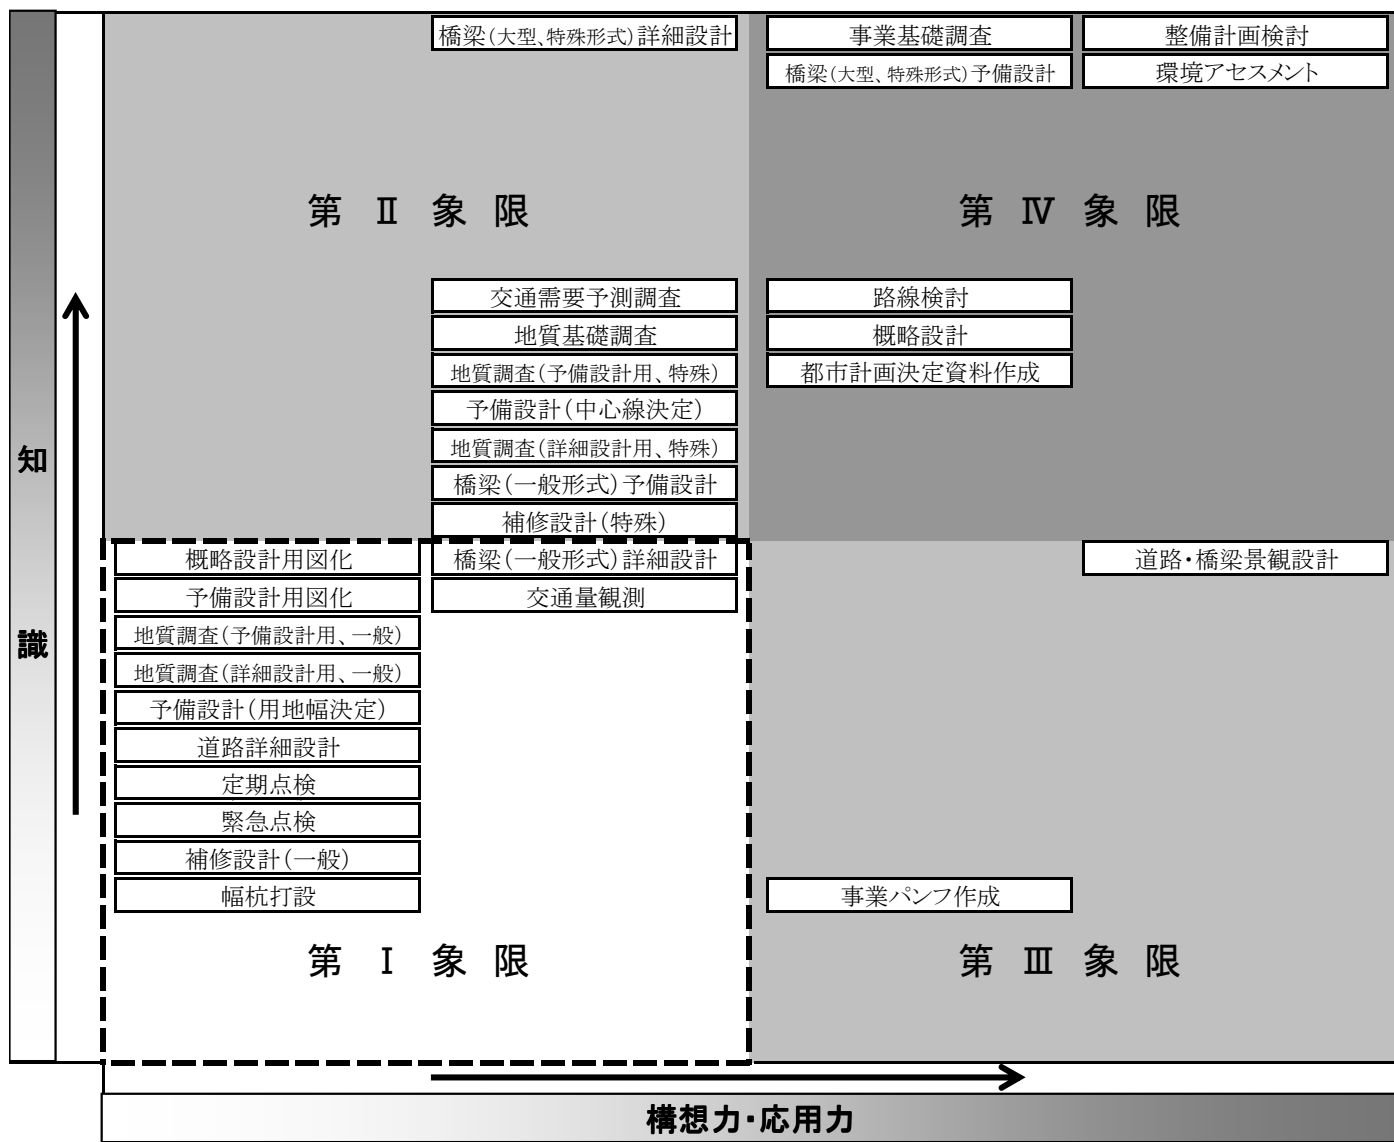 橋梁(大型、特殊形式)詳細設計
事業基礎調査
整備計画検討
橋梁(大型、特殊形式)予備設計
環境アセスメント
第 Ⅱ 象 限
第 Ⅳ 象 限
交通需要予測調査
路線検討
地質基礎調査
概略設計
地質調査(予備設計用、特殊)
都市計画決定資料作成
予備設計(中心線決定)
地質調査(詳細設計用、特殊)
橋梁(一般形式)予備設計
補修設計(特殊)
知
識
概略設計用図化
橋梁(一般形式)詳細設計
道路・橋梁景観設計
予備設計用図化
交通量観測
地質調査(予備設計用、一般)
地質調査(詳細設計用、一般)
予備設計(用地幅決定)
道路詳細設計
定期点検
緊急点検
補修設計(一般)
幅杭打設
事業パンフ作成
第 Ⅰ 象 限
第 Ⅲ 象 限
構想力・応用力